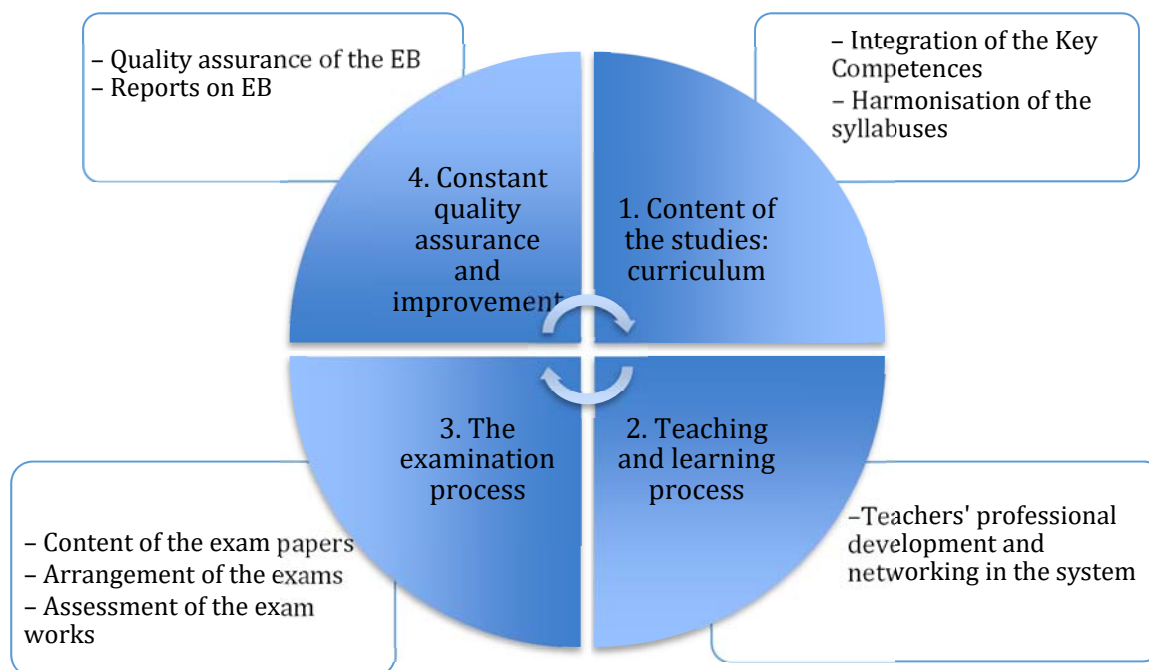 – Quality assurance of the EB
– Reports on EB
– Integration of the Key
Competences
– Harmonisation of the
syllabuses
4. Constant
quality
assurance
and
improvement
1. Content of
the studies:
curriculum
3. The
examination
process
2. Teaching
and learning
process
– Content of the exam papers
– Arrangement of the exams
– Assessment of the exam
works
–Teachers' professional
development and
networking in the system